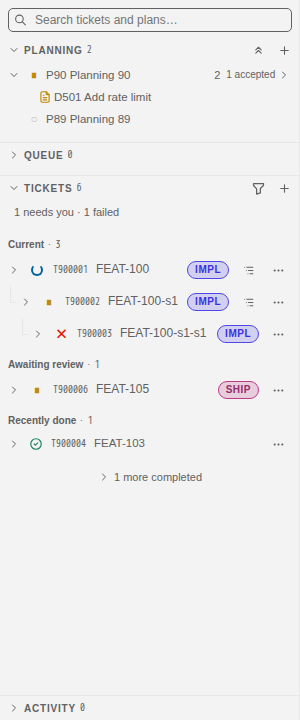 Search tickets and plans…
PLANNING 2
P90 Planning 90 2 1 accepted
D501 Add rate limit
P89 Planning 89
QUEUE 0
TICKETS 6
1 needs you · 1 failed
Current · 3
T900001 FEAT-100 IMPL
T900002 FEAT-100-s1 IMPL
T900003 FEAT-100-s1-s1 IMPL
Awaiting review · 1
T900006 FEAT-105 SHIP
Recently done · 1
T900004 FEAT-103
1 more completed
ACTIVITY 0